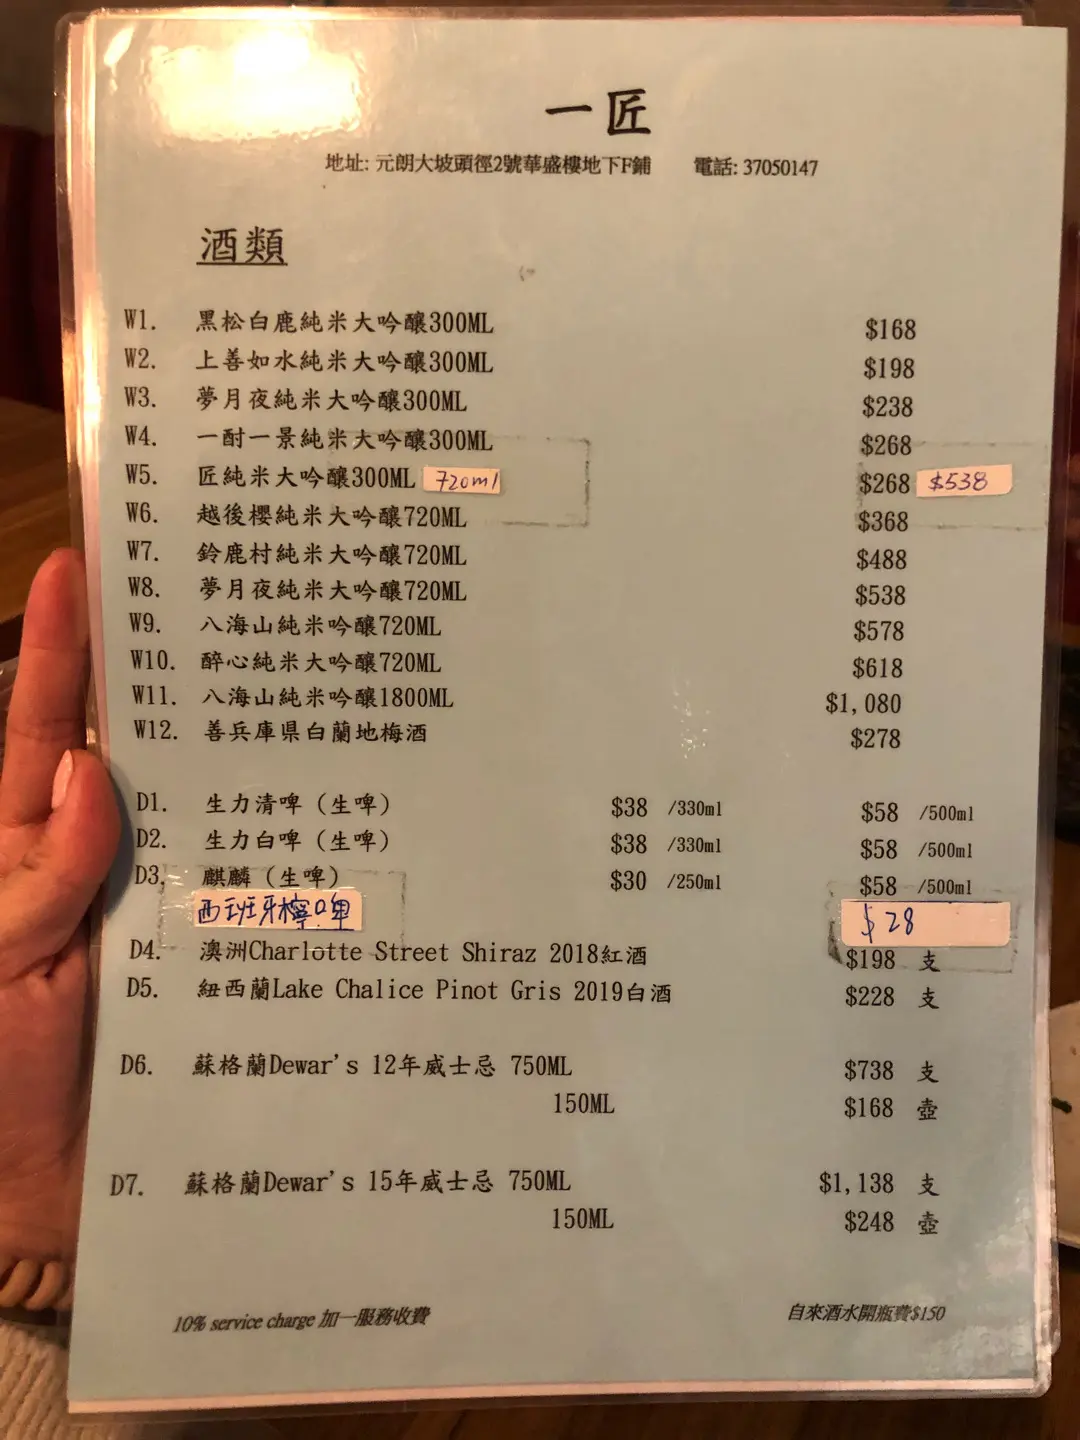 一匠
地址: 元朗大坡頭徑2號華盛樓地下F鋪 電話: 37050147
酒類
W1. 黑松白鹿純米大吟釀300ML $168
W2. 上善如水純米大吟釀300ML $198
W3. 夢月夜純米大吟釀300ML $238
W4. 一酎一景純米大吟釀300ML $268
W5. 匠純米大吟釀300ML 720ml $268 $538
W6. 越後櫻純米大吟釀720ML $368
W7. 鈴鹿村純米大吟釀720ML $488
W8. 夢月夜純米大吟釀720ML $538
W9. 八海山純米吟釀720ML $578
W10. 醉心純米大吟釀720ML $618
W11. 八海山純米吟釀1800ML $1,080
W12. 善兵庫県白蘭地梅酒 $278
D1. 生力清啤 (生啤) $38 /330ml $58 /500ml
D2. 生力白啤 (生啤) $38 /330ml $58 /500ml
D3. 麒麟 (生啤) $30 /250ml $58 /500ml
西班牙檸啤 $28
D4. 澳洲Charlotte Street Shiraz 2018紅酒 $198 支
D5. 紐西蘭Lake Chalice Pinot Gris 2019白酒 $228 支
D6. 蘇格蘭Dewar's 12年威士忌 750ML $738 支
150ML $168 壺
D7. 蘇格蘭Dewar's 15年威士忌 750ML $1,138 支
150ML $248 壺
10% service charge 加一服務收費 自來酒水開瓶費$150